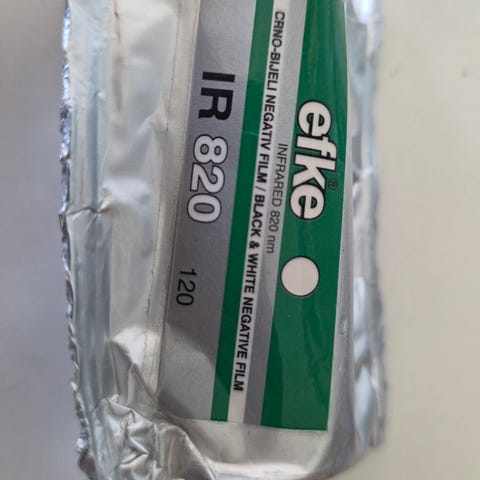 efke®
INFRARED 820 nm
CRNO-BIJELI NEGATIV FILM / BLACK & WHITE NEGATIVE FILM
IR 820 120